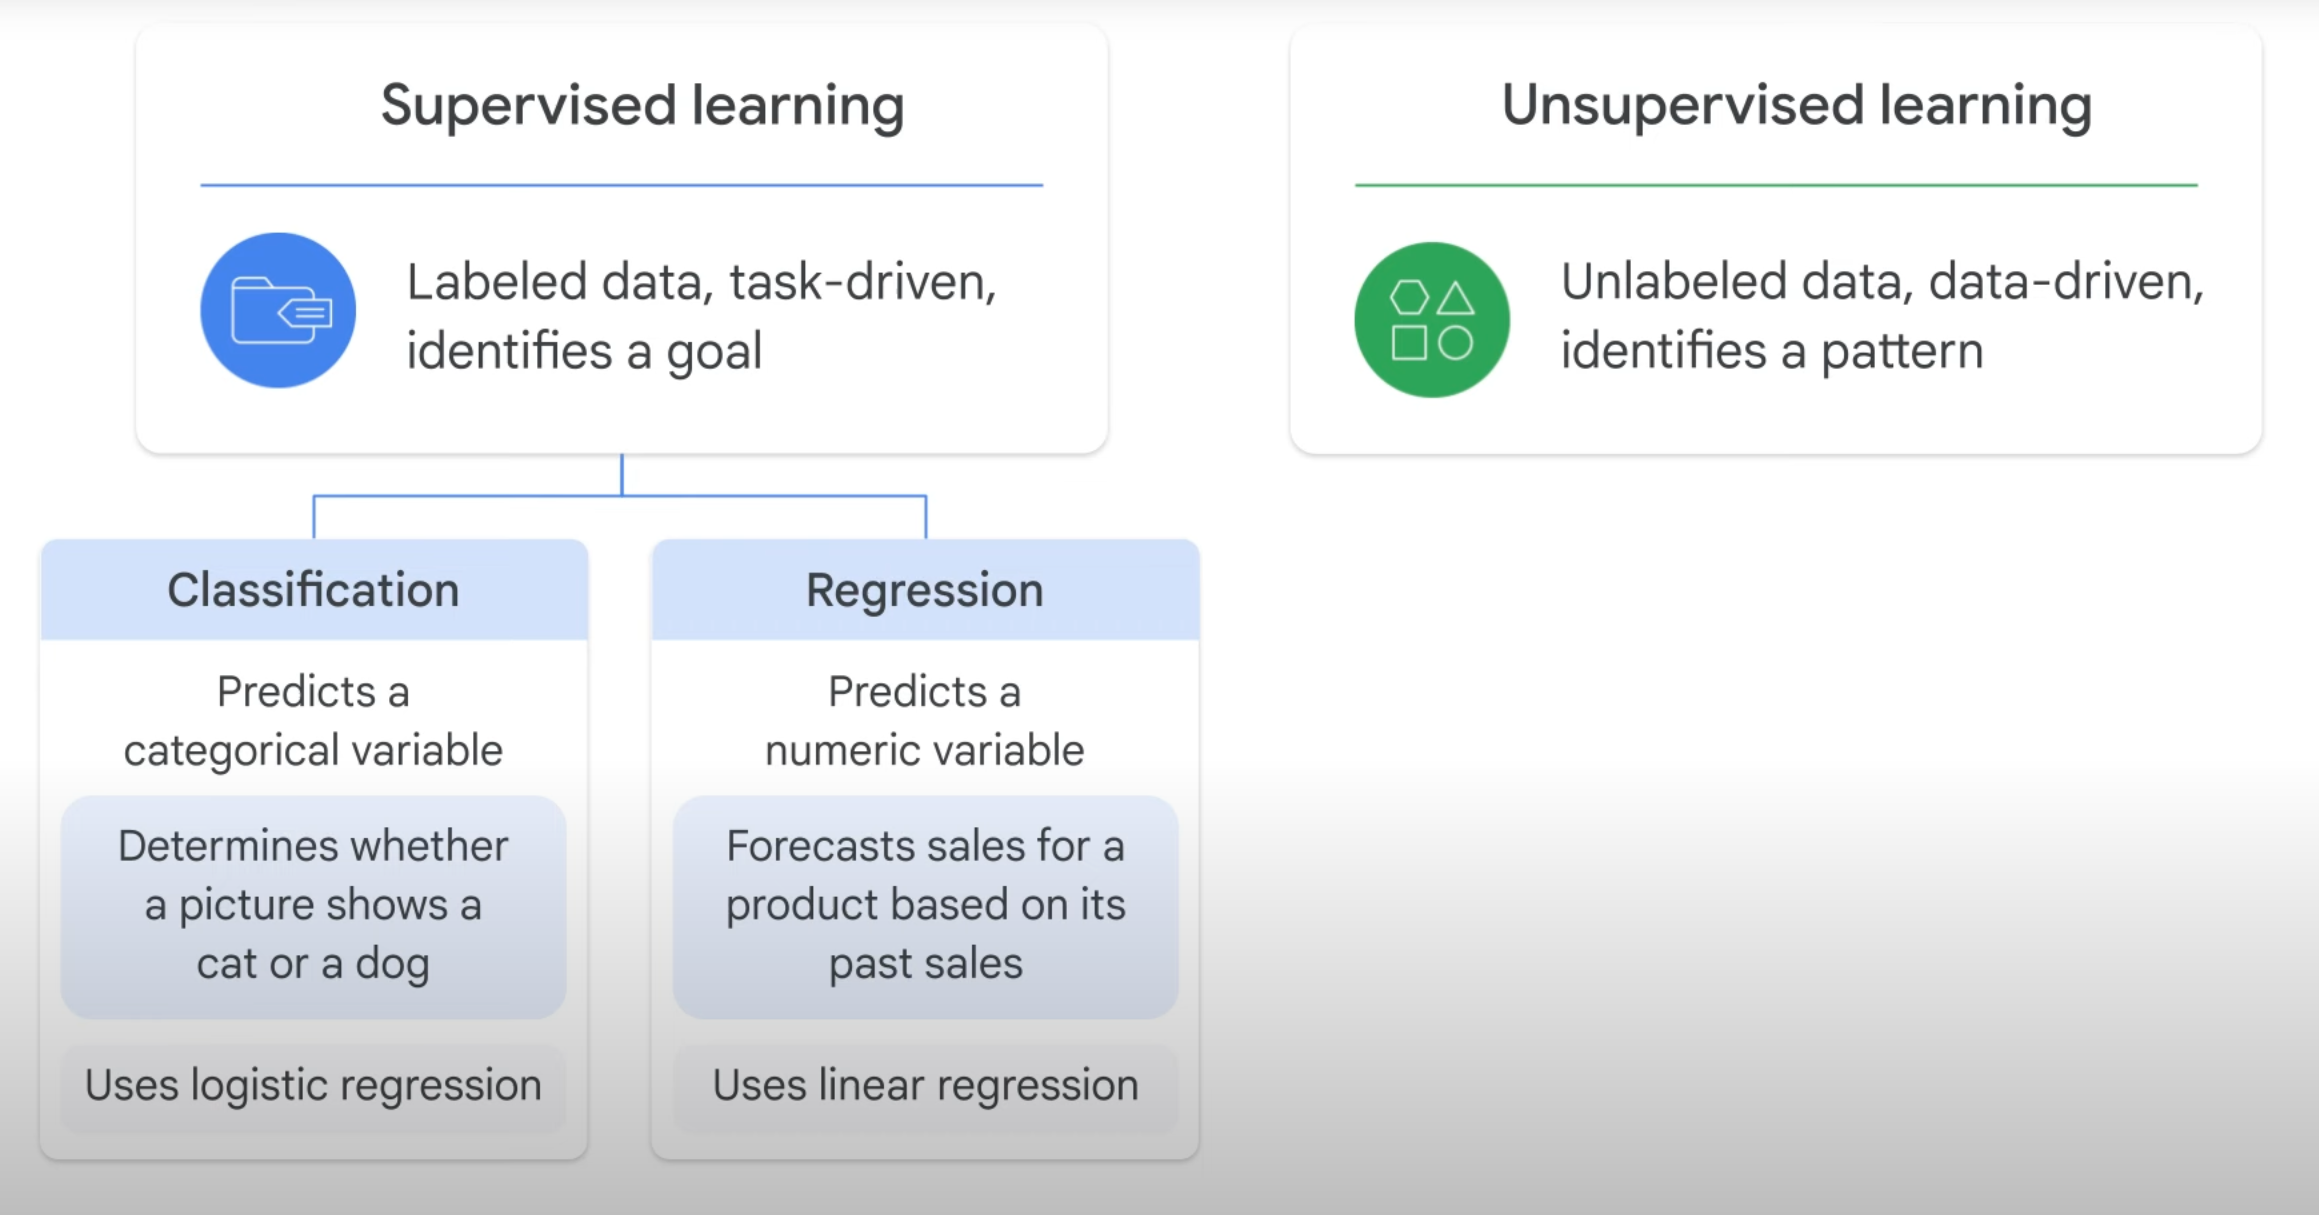 Supervised learning
Labeled data, task-driven,
identifies a goal
Unsupervised learning
Unlabeled data, data-driven,
identifies a pattern
Classification
Predicts a
categorical variable
Determines whether
a picture shows a
cat or a dog
Uses logistic regression
Regression
Predicts a
numeric variable
Forecasts sales for a
product based on its
past sales
Uses linear regression